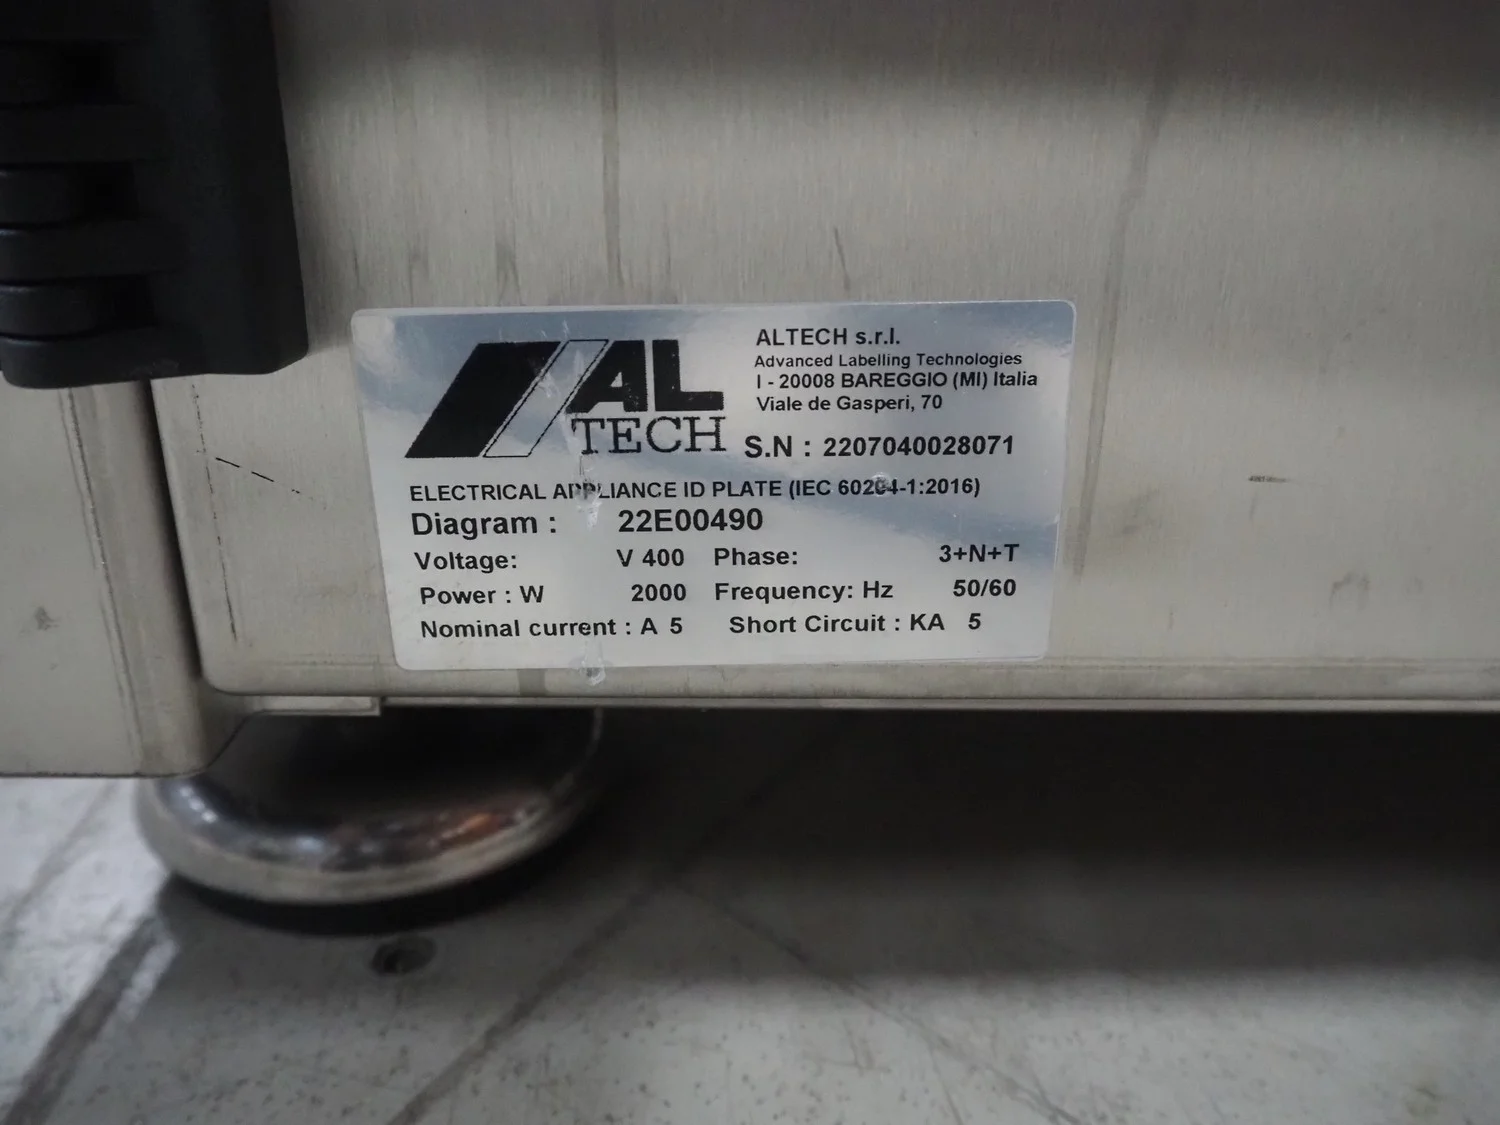 AL
TECH
ALTECH s.r.l.
Advanced Labelling Technologies
I - 20008 BAREGGIO (MI) Italia
Viale de Gasperi, 70
S.N : 2207040028071
ELECTRICAL APPLIANCE ID PLATE (IEC 60204-1:2016)
Diagram : 22E00490
Voltage: V 400 Phase: 3+N+T
Power : W 2000 Frequency: Hz 50/60
Nominal current : A 5 Short Circuit : KA 5